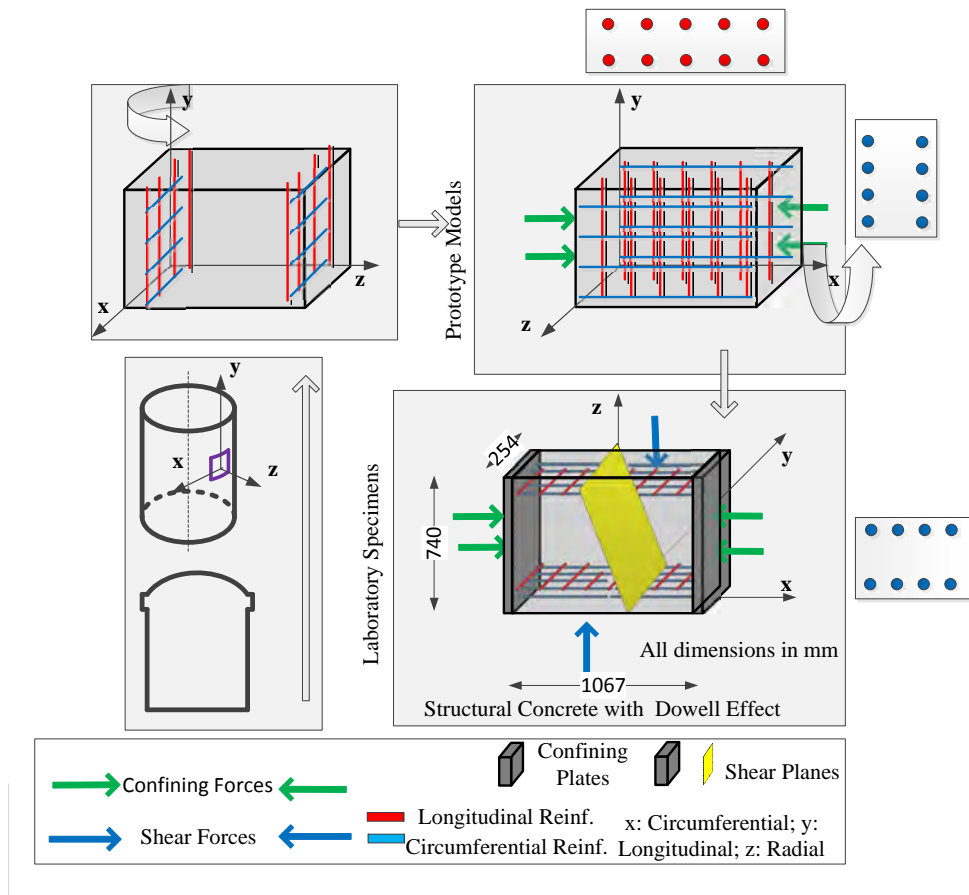 y
z
x
Prototype Models
y
x
z
y
x
z
Laboratory Specimens
z
y
254
740
x
All dimensions in mm
1067
Structural Concrete with Dowell Effect
Confining Forces
Confining
Plates
Shear Planes
Shear Forces
Longitudinal Reinf.
Circumferential Reinf.
x: Circumferential; y:
Longitudinal; z: Radial